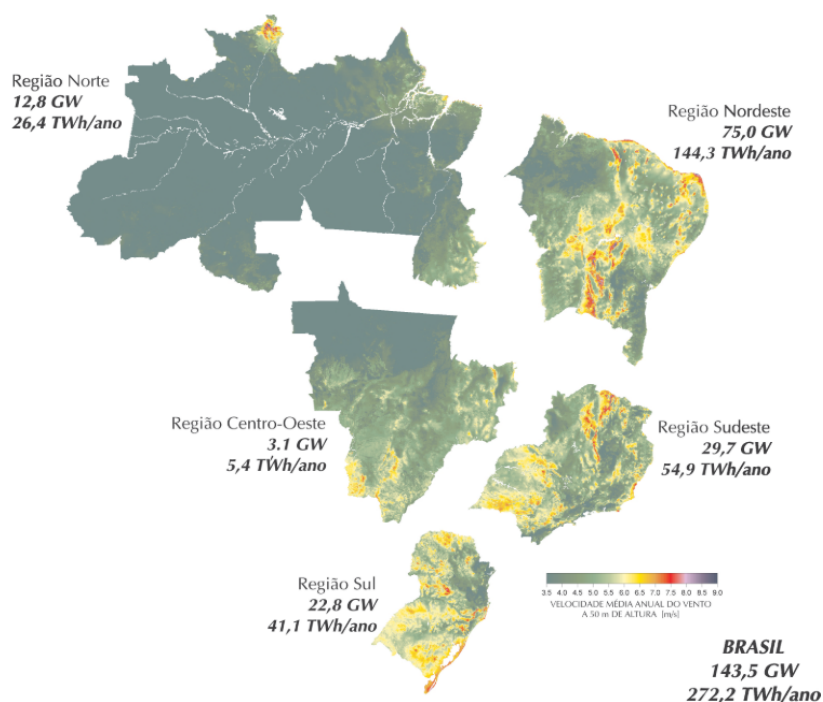 Região Norte
12,8 GW
26,4 TWh/ano
Região Nordeste
75,0 GW
144,3 TWh/ano
Região Centro-Oeste
3.1 GW
5,4 TWh/ano
Região Sudeste
29,7 GW
54,9 TWh/ano
Região Sul
22,8 GW
41,1 TWh/ano
3.5 4.0 4.5 5.0 5.5 6.0 6.5 7.0 7.5 8.0 8.5 9.0
VELOCIDADE MÉDIA ANUAL DO VENTO
A 50 m DE ALTURA [m/s]
BRASIL
143,5 GW
272,2 TWh/ano